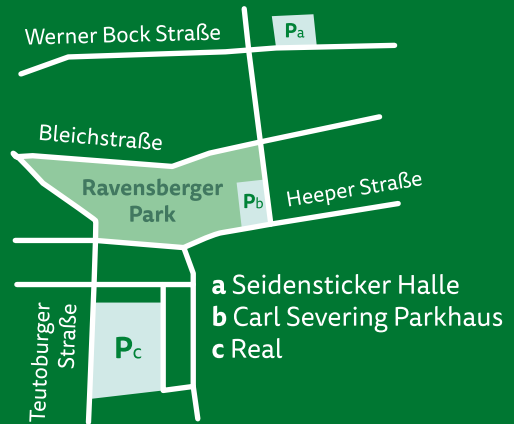 Werner Bock Straße
Pa
Bleichstraße
Ravensberger
Park
Pb
Heeper Straße
a Seidensticker Halle
b Carl Severing Parkhaus
c Real
Teutoburger
Straße
Pc